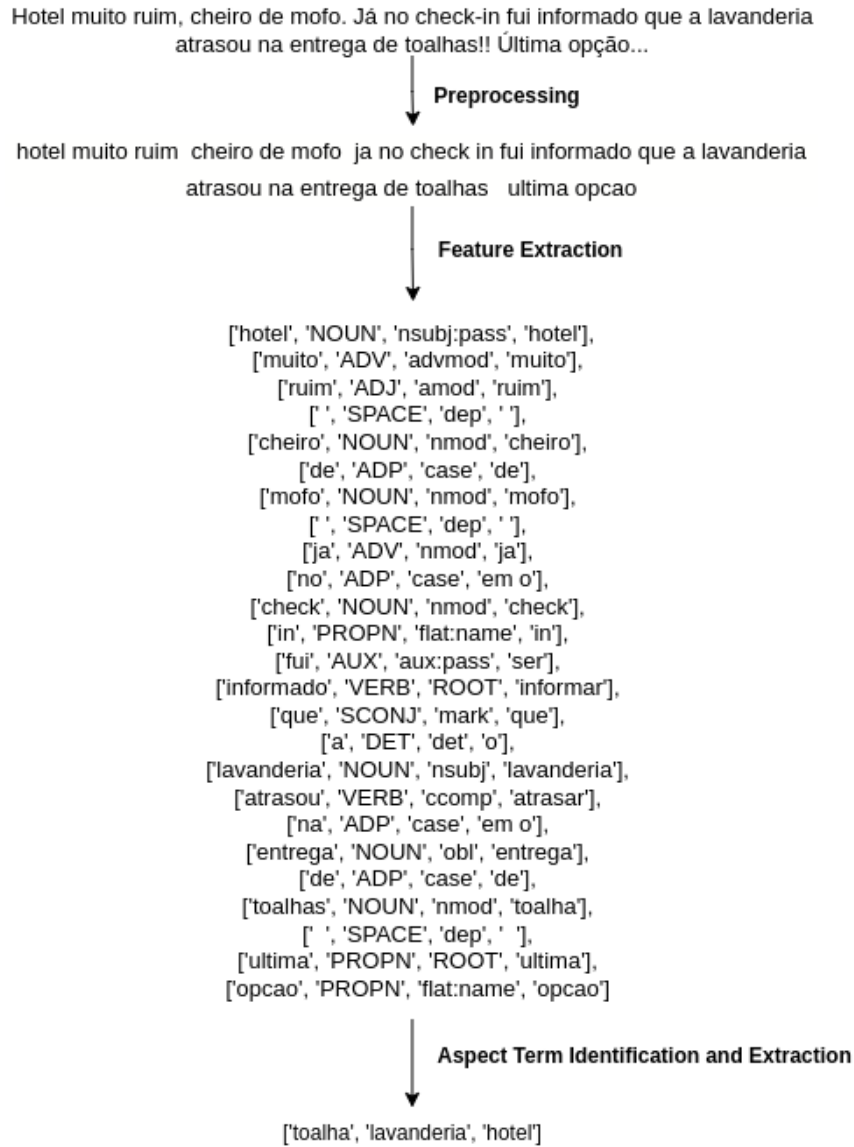 Hotel muito ruim, cheiro de mofo. Já no check-in fui informado que a lavanderia
atrasou na entrega de toalhas!! Última opção...
Preprocessing
hotel muito ruim  cheiro de mofo  ja no check in fui informado que a lavanderia
atrasou na entrega de toalhas   ultima opcao
Feature Extraction
['hotel', 'NOUN', 'nsubj:pass', 'hotel'],
['muito', 'ADV', 'advmod', 'muito'],
['ruim', 'ADJ', 'amod', 'ruim'],
[' ', 'SPACE', 'dep', ' '],
['cheiro', 'NOUN', 'nmod', 'cheiro'],
['de', 'ADP', 'case', 'de'],
['mofo', 'NOUN', 'nmod', 'mofo'],
[' ', 'SPACE', 'dep', ' '],
['ja', 'ADV', 'nmod', 'ja'],
['no', 'ADP', 'case', 'em o'],
['check', 'NOUN', 'nmod', 'check'],
['in', 'PROPN', 'flat:name', 'in'],
['fui', 'AUX', 'aux:pass', 'ser'],
['informado', 'VERB', 'ROOT', 'informar'],
['que', 'SCONJ', 'mark', 'que'],
['a', 'DET', 'det', 'o'],
['lavanderia', 'NOUN', 'nsubj', 'lavanderia'],
['atrasou', 'VERB', 'ccomp', 'atrasar'],
['na', 'ADP', 'case', 'em o'],
['entrega', 'NOUN', 'obl', 'entrega'],
['de', 'ADP', 'case', 'de'],
['toalhas', 'NOUN', 'nmod', 'toalha'],
['  ', 'SPACE', 'dep', '  '],
['ultima', 'PROPN', 'ROOT', 'ultima'],
['opcao', 'PROPN', 'flat:name', 'opcao']
Aspect Term Identification and Extraction
['toalha', 'lavanderia', 'hotel']